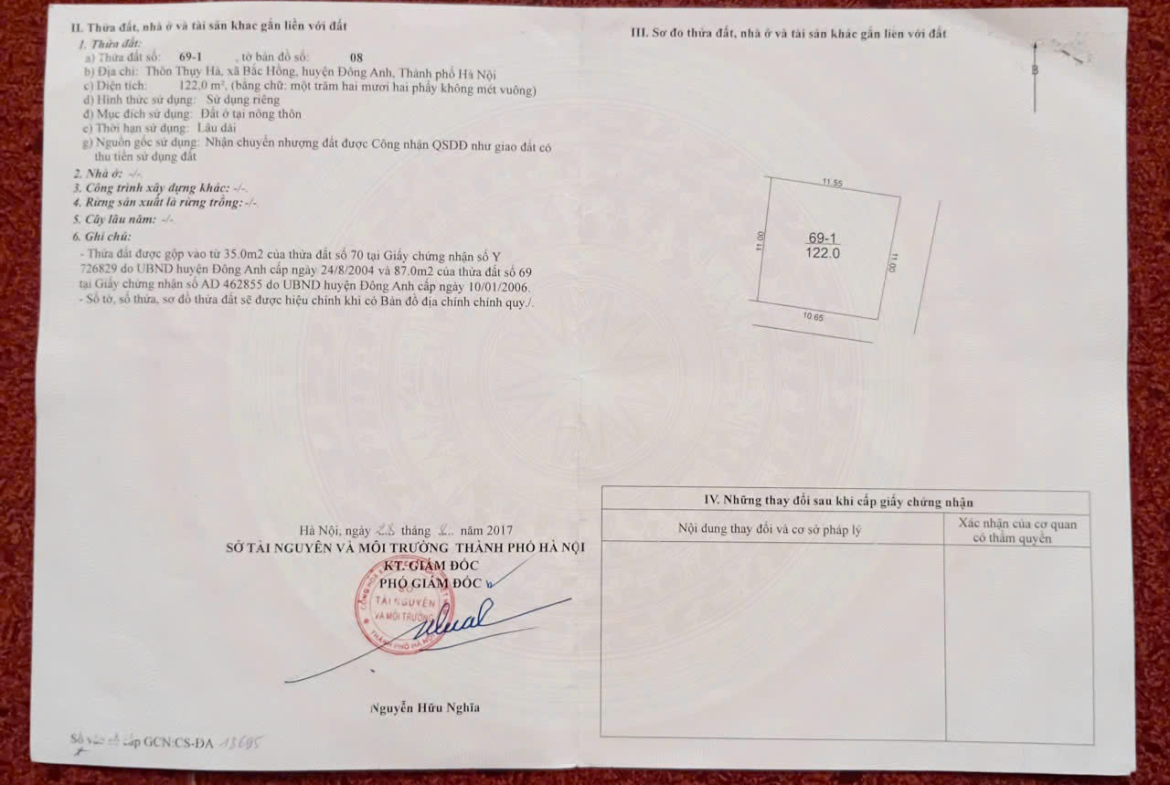 II. Thửa đất, nhà ở và tài sản khác gắn liền với đất
1. Thửa đất:
a) Thửa đất số: 69-1 , tờ bản đồ số: 08
b) Địa chỉ: Thôn Thụy Hà, xã Bắc Hồng, huyện Đông Anh, Thành phố Hà Nội
c) Diện tích: 122,0 m², (bằng chữ: một trăm hai mươi hai phẩy không mét vuông)
d) Hình thức sử dụng: Sử dụng riêng
đ) Mục đích sử dụng: Đất ở tại nông thôn
e) Thời hạn sử dụng: Lâu dài
g) Nguồn gốc sử dụng: Nhận chuyển nhượng đất được Công nhận QSDĐ như giao đất có
thu tiền sử dụng đất
2. Nhà ở: -/-.
3. Công trình xây dựng khác: -/-.
4. Rừng sản xuất là rừng trồng: -/-.
5. Cây lâu năm: -/-
6. Ghi chú:
- Thửa đất được gộp vào từ 35.0m2 của thửa đất số 70 tại Giấy chứng nhận số Y
726829 do UBND huyện Đông Anh cấp ngày 24/8/2004 và 87.0m2 của thửa đất số 69
tại Giấy chứng nhận số AD 462855 do UBND huyện Đông Anh cấp ngày 10/01/2006.
- Số tờ, số thửa, sơ đồ thửa đất sẽ được hiệu chỉnh khi có Bản đồ địa chính chính quy./.
Hà Nội, ngày tháng năm 2017
SỞ TÀI NGUYÊN VÀ MÔI TRƯỜNG THÀNH PHỐ HÀ NỘI
KT. GIÁM ĐỐC
PHÓ GIÁM ĐỐC
SỞ
TÀI NGUYÊN
VÀ MÔI TRƯỜNG
THÀNH PHỐ HÀ NỘI
Nguyễn Hữu Nghĩa
Số cấp GCN:CS-ĐA 13695
III. Sơ đồ thửa đất, nhà ở và tài sản khác gắn liền với đất
B
11.55
11.00
69-1
122.0
11.00
10.65
IV. Những thay đổi sau khi cấp giấy chứng nhận
Nội dung thay đổi và cơ sở pháp lý
Xác nhận của cơ quan
có thẩm quyền